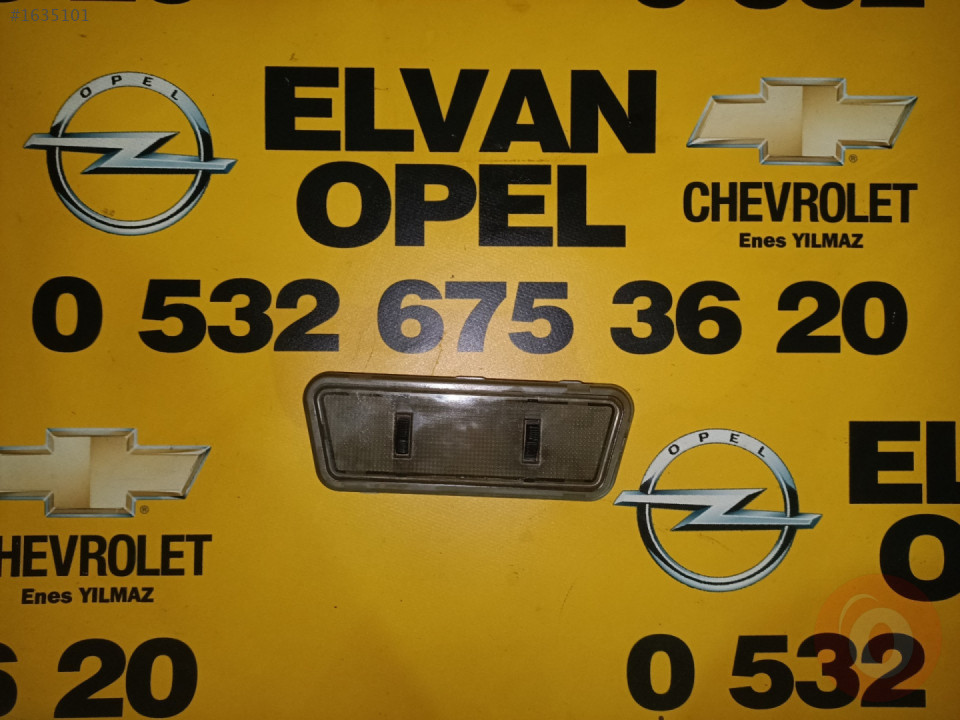 #1635101
OPEL
ELVAN
OPEL
CHEVROLET
Enes YILMAZ
0 532 675 36 20
OPEL
EL
O
HEVROLET
Enes YILMAZ
6 20
0 532